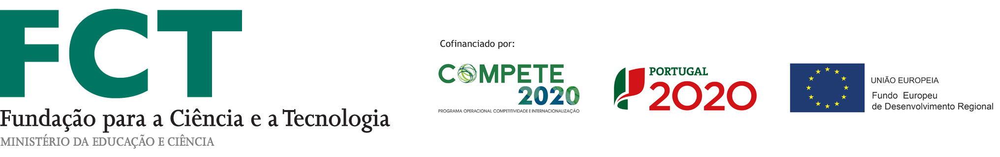 FCT
Fundação para a Ciência e a Tecnologia
MINISTÉRIO DA EDUCAÇÃO E CIÊNCIA
Cofinanciado por:
COMPETE
2020
PROGRAMA OPERACIONAL COMPETITIVIDADE E INTERNACIONALIZAÇÃO
PORTUGAL
2020
UNIÃO EUROPEIA
Fundo Europeu
de Desenvolvimento Regional